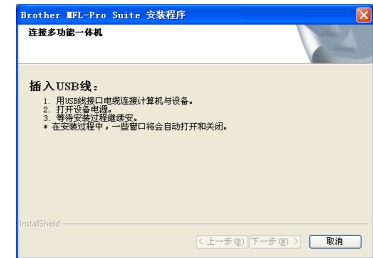 Brother MFL-Pro Suite 安装程序
连接多功能一体机
插入USB线：
1. 用USB线接口电缆连接计算机与设备。
2. 打开设备电源。
3. 等待安装过程继续安。
* 在安装过程中，一些窗口将会自动打开和关闭。
InstallShield
< 上一步(B) 下一步(N) > 取消